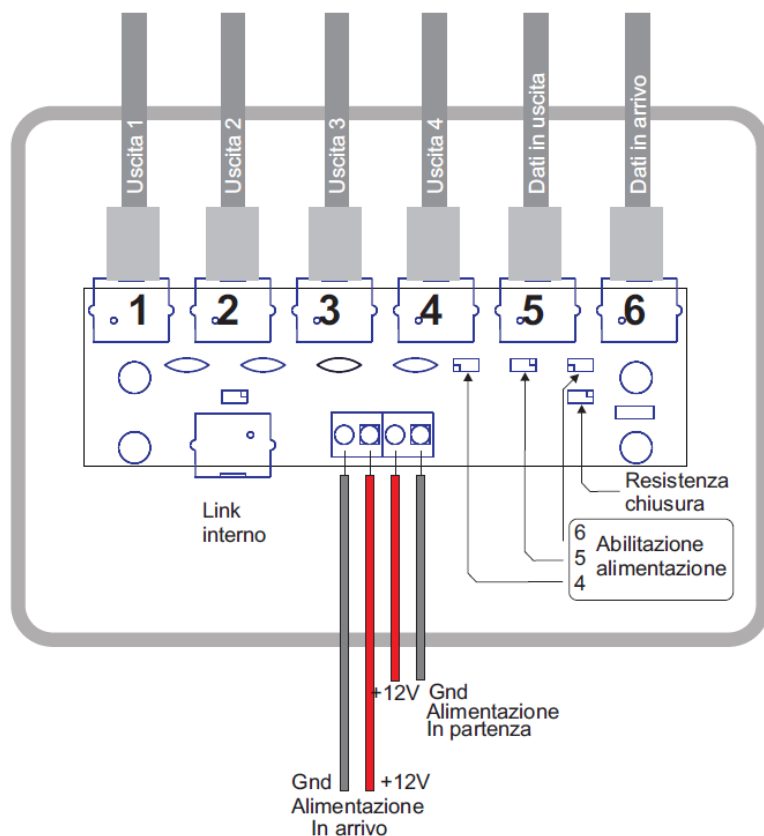 Uscita 1
Uscita 2
Uscita 3
Uscita 4
Dati in uscita
Dati in arrivo
1
2
3
4
5
6
Link
interno
Resistenza
chiusura
6
5
4
Abilitazione
alimentazione
+12V
Gnd
Alimentazione
In partenza
Gnd
+12V
Alimentazione
In arrivo